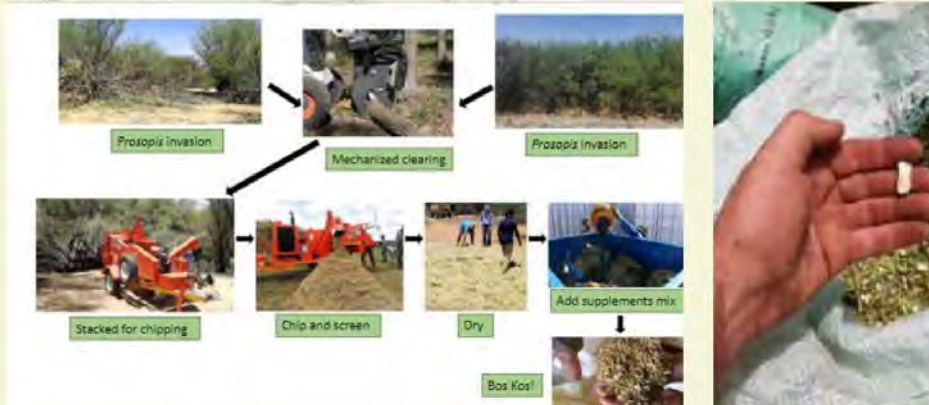 Prosopis invasion
Mechanized clearing
Prosopis invasion
Stacked for chipping
Chip and screen
Dry
Add supplements mix
Bos Kos!